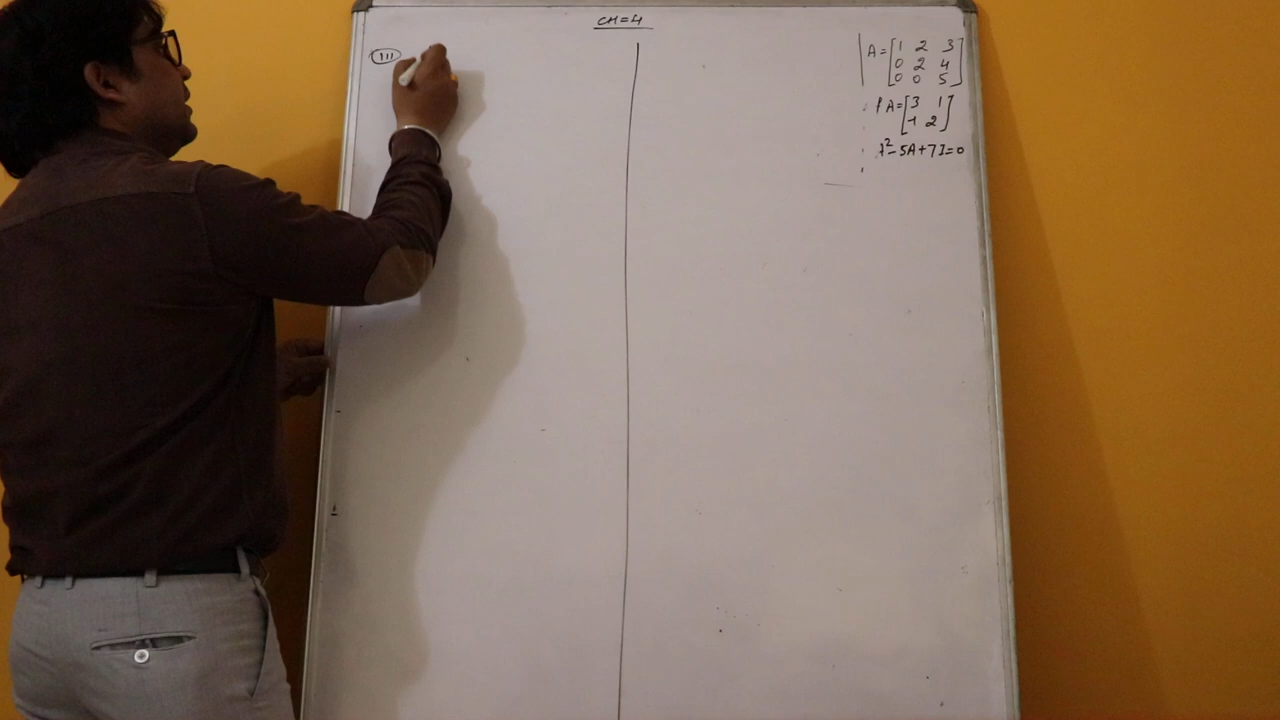 CH=4
(111)
A = [1 2 3
0 2 4
0 0 5]
A = [3 1
-1 2]
A²-5A+7I=0